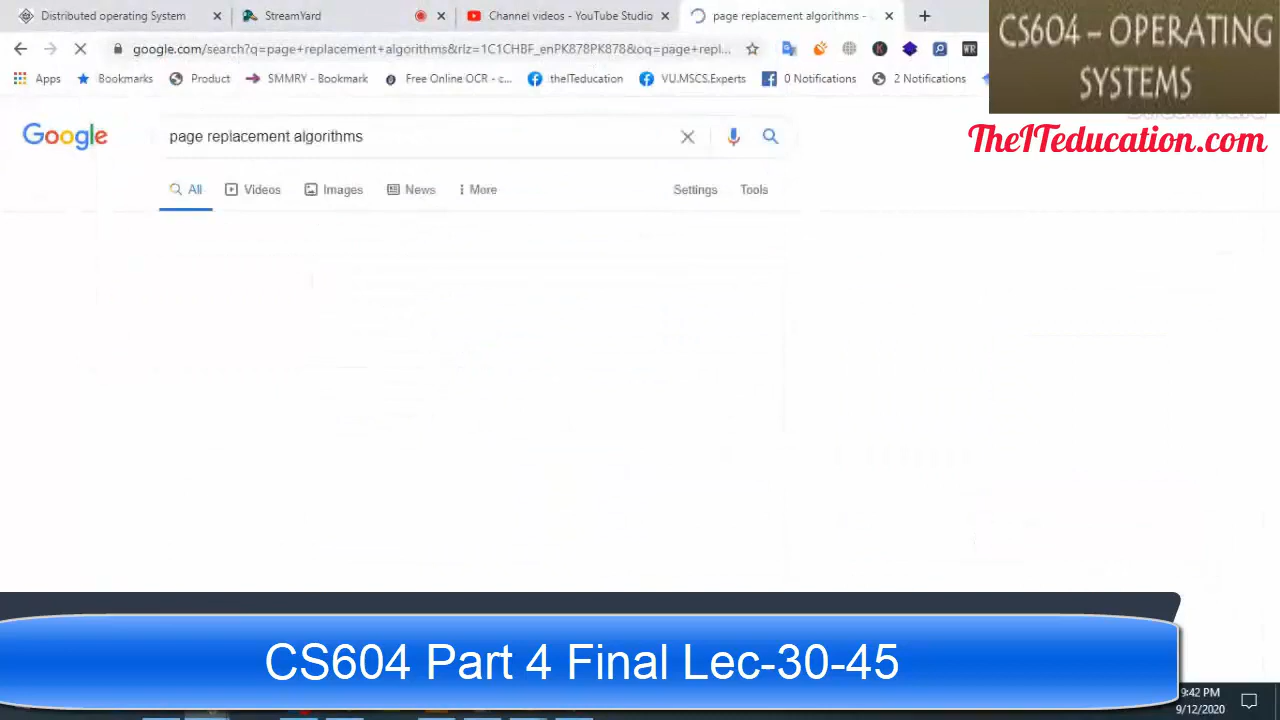 Distributed operating System
StreamYard
Channel videos - YouTube Studio
page replacement algorithms -
google.com/search?q=page+replacement+algorithms&rlz=1C1CHBF_enPK878PK878&oq=page+repl...
Apps
Bookmarks
Product
SMMRY - Bookmark
Free Online OCR - c...
theITeducation
VU.MSCS.Experts
0 Notifications
2 Notifications
CS604 – OPERATING
SYSTEMS
TheITeducation.com
Google
page replacement algorithms
All
Videos
Images
News
More
Settings
Tools
CS604 Part 4 Final Lec-30-45
9:42 PM
9/12/2020